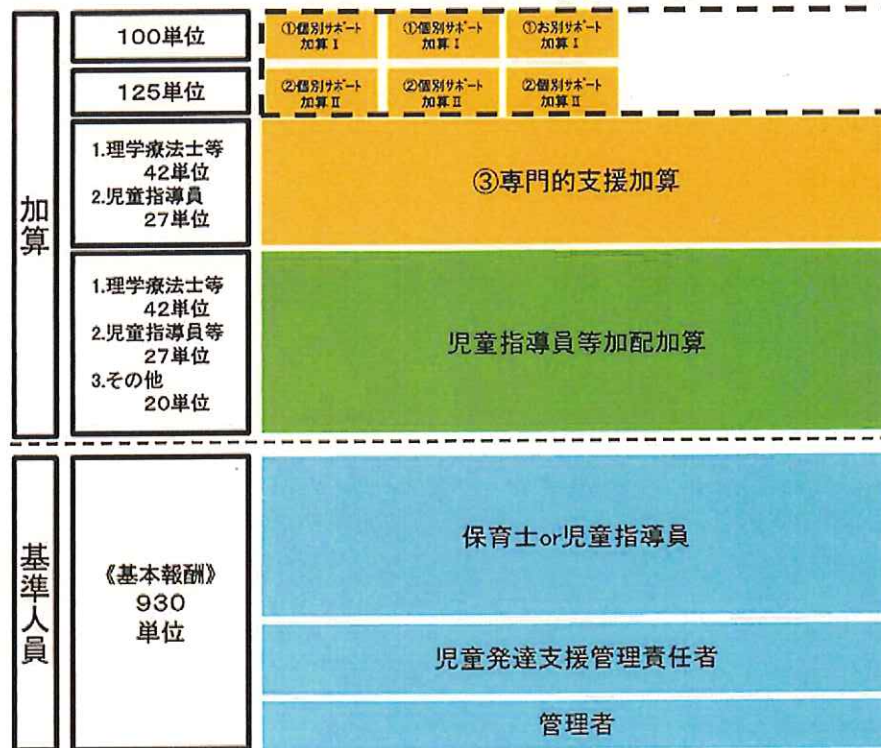 加算
100単位
①個別サポート
加算Ⅰ
①個別サポート
加算Ⅰ
①お別サポート
加算Ⅰ
125単位
②個別サポート
加算Ⅱ
②個別サポート
加算Ⅱ
②個別サポート
加算Ⅱ
1.理学療法士等
42単位
2.児童指導員
27単位
③専門的支援加算
1.理学療法士等
42単位
2.児童指導員等
27単位
3.その他
20単位
児童指導員等加配加算
基準人員
《基本報酬》
930
単位
保育士or児童指導員
児童発達支援管理責任者
管理者